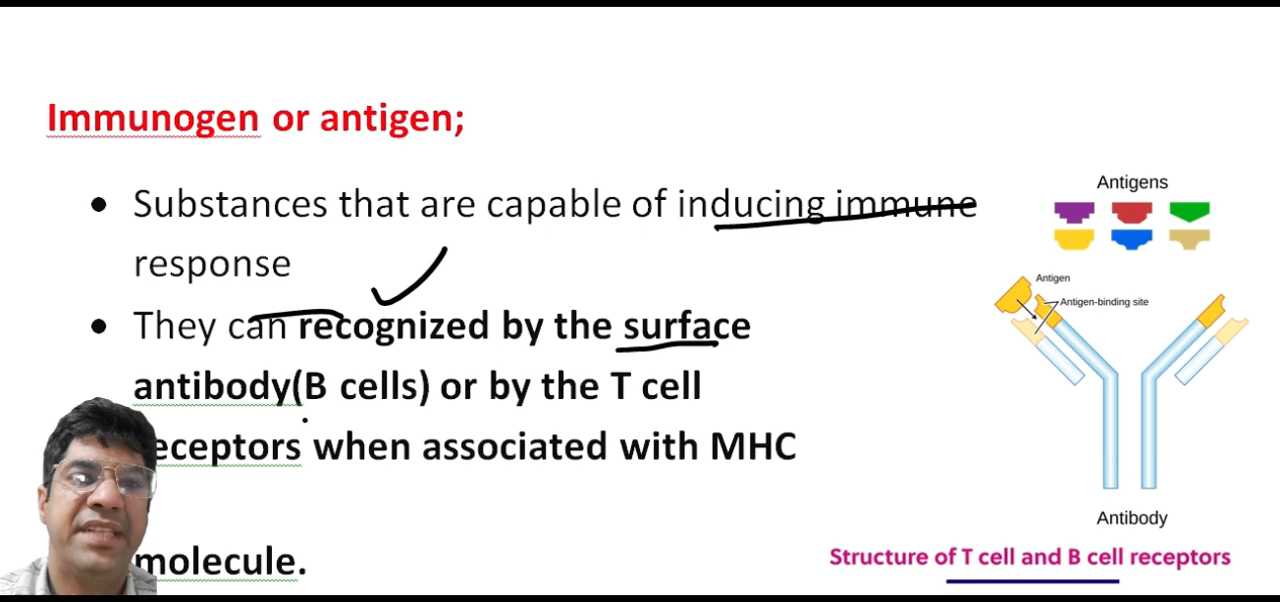 Immunogen or antigen;
• Substances that are capable of inducing immune
response
• They can recognized by the surface
antibody(B cells) or by the T cell
eceptors when associated with MHC
molecule.
Antigens
Antigen
Antigen-binding site
Antibody
Structure of T cell and B cell receptors